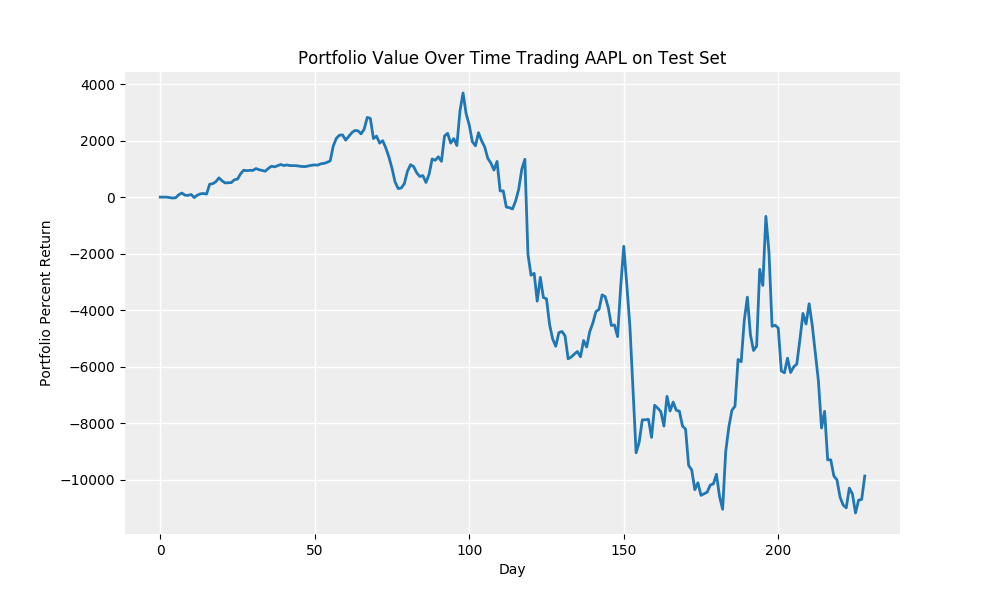 Portfolio Value Over Time Trading AAPL on Test Set
Portfolio Percent Return
4000
2000
0
−2000
−4000
−6000
−8000
−10000
0 50 100 150 200
Day